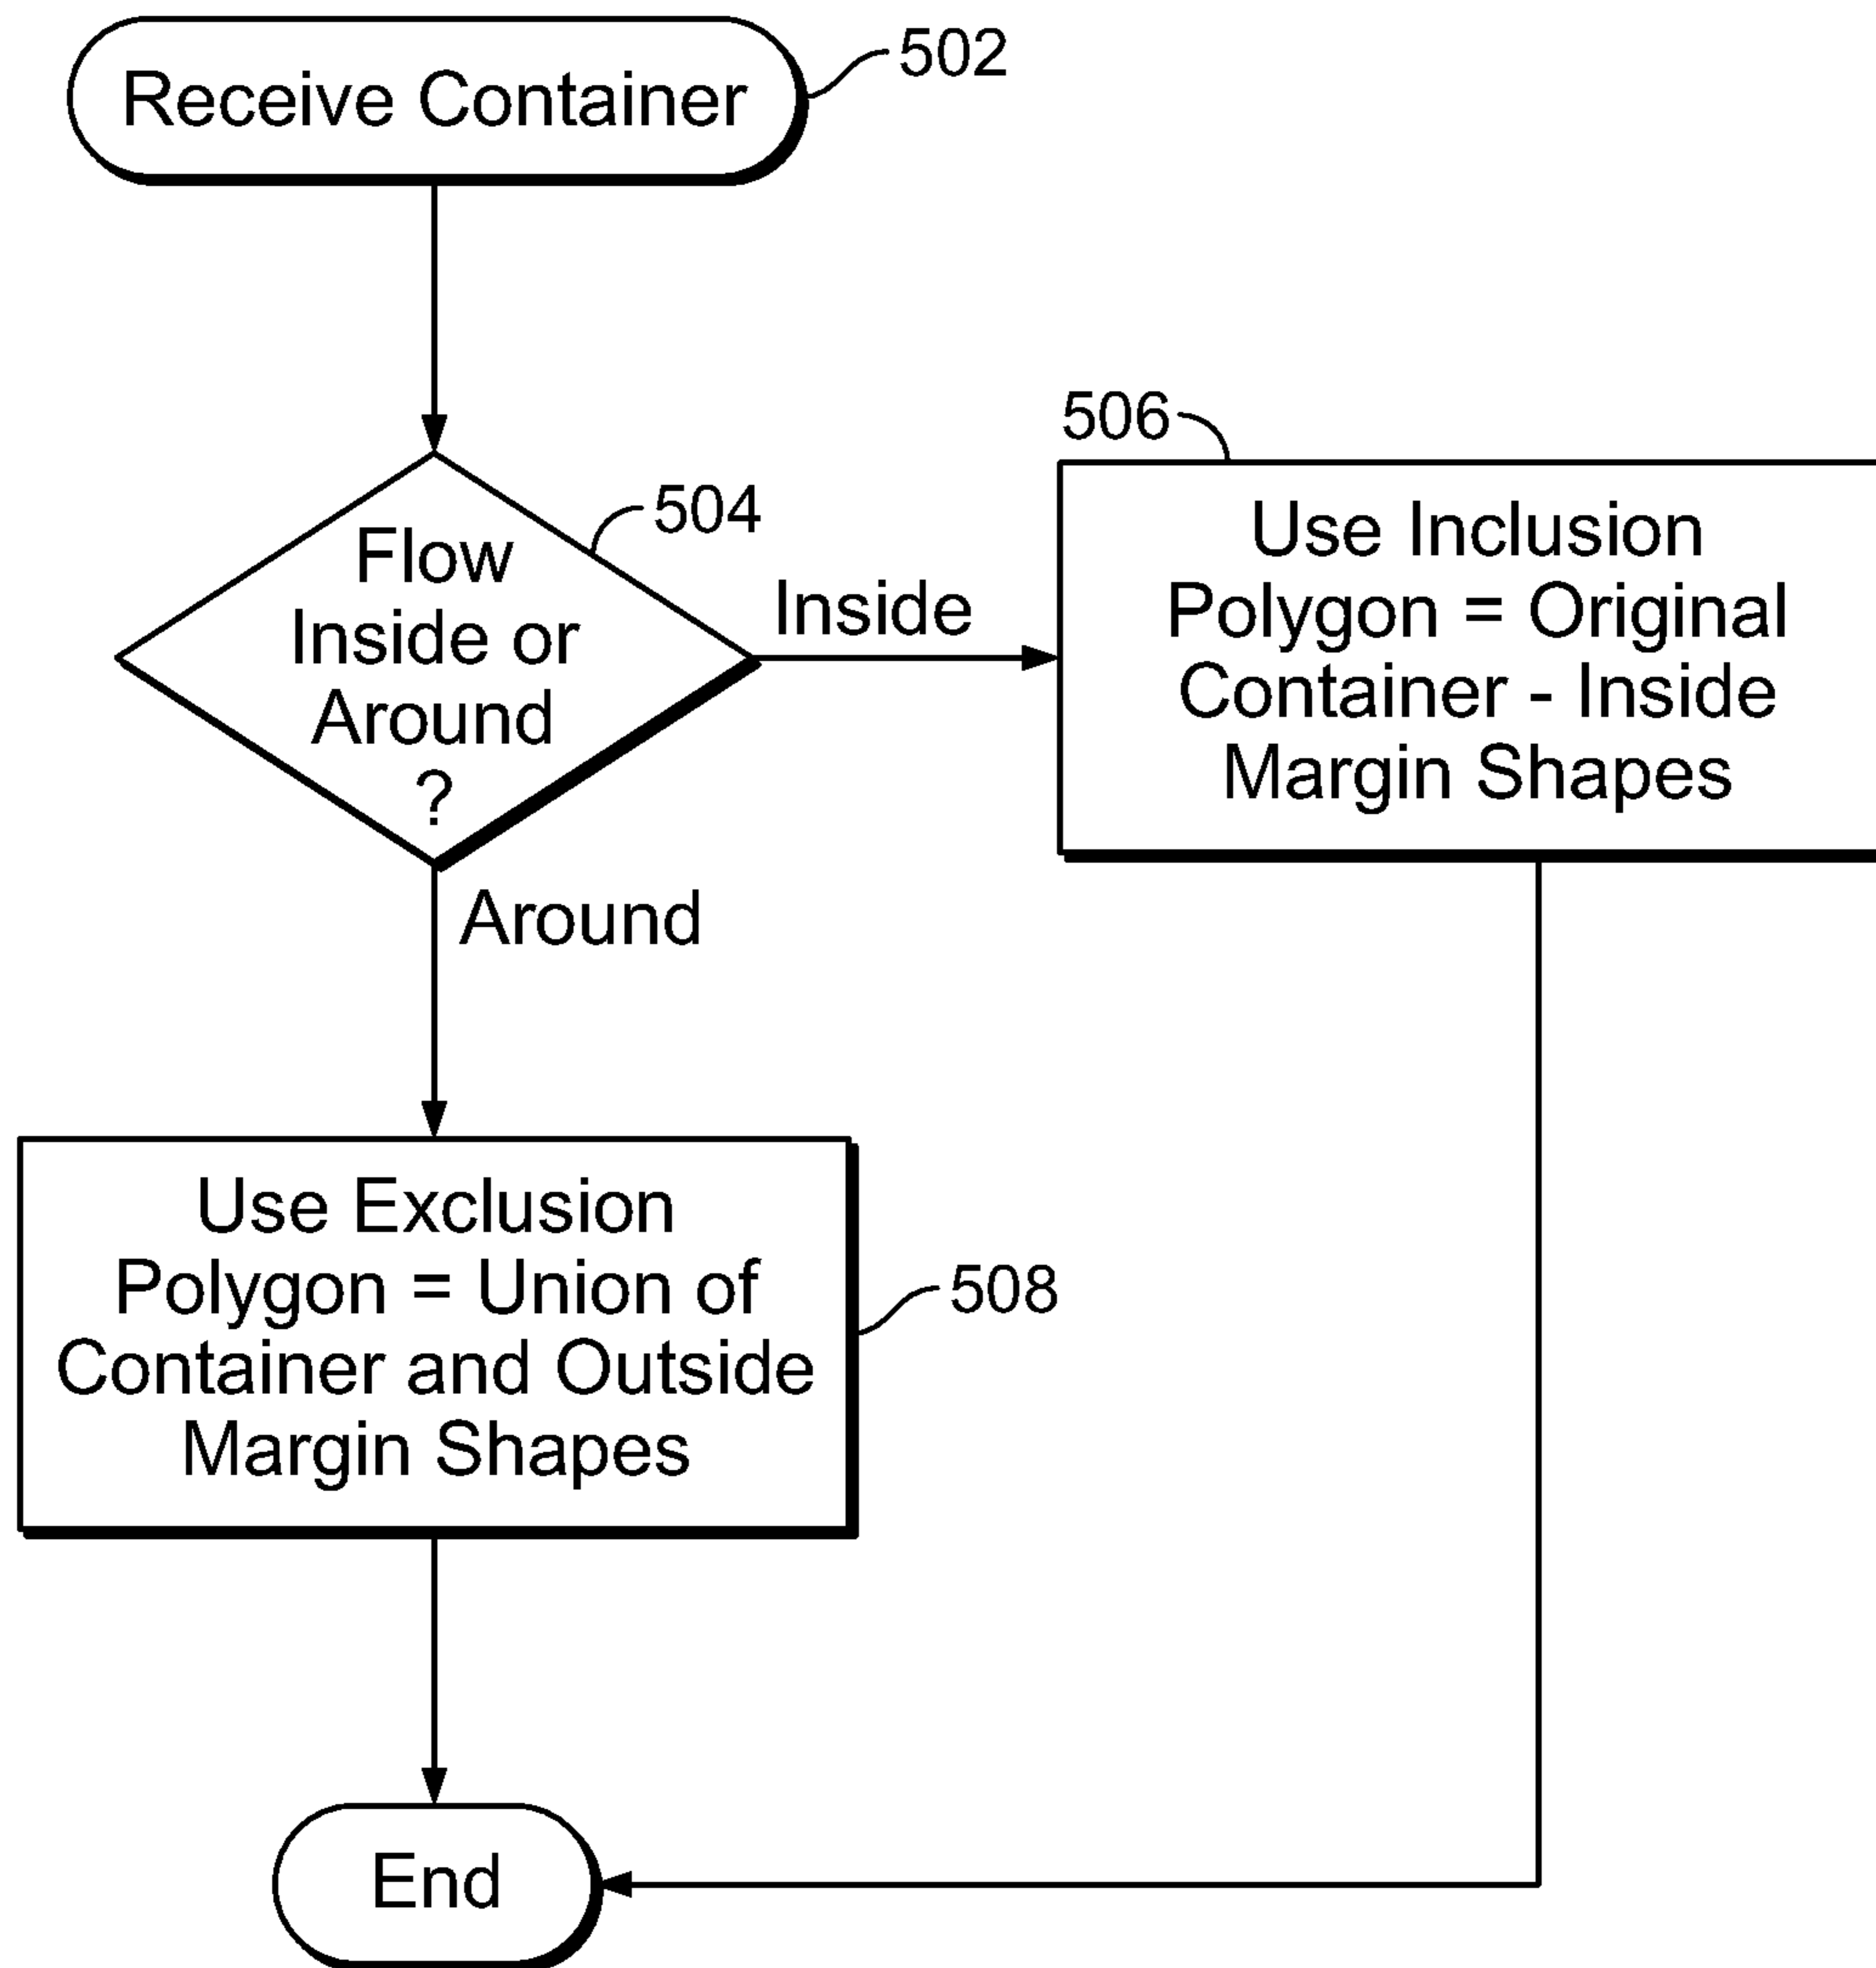 Receive Container
502
504
Flow
Inside or
Around
?
Inside
506
Use Inclusion
Polygon = Original
Container - Inside
Margin Shapes
Around
Use Exclusion
Polygon = Union of
Container and Outside
Margin Shapes
508
End